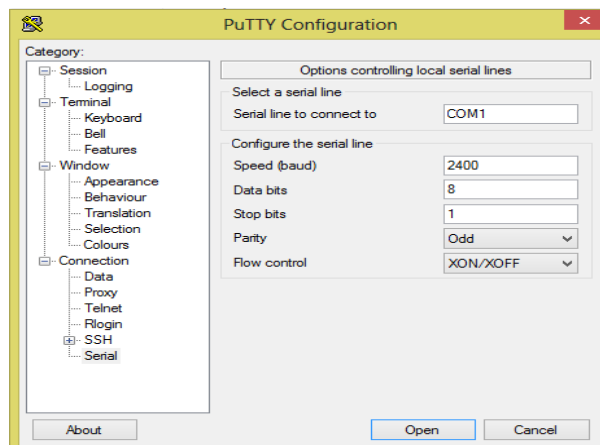 PuTTY Configuration
Category:
Session
Logging
Terminal
Keyboard
Bell
Features
Window
Appearance
Behaviour
Translation
Selection
Colours
Connection
Data
Proxy
Telnet
Rlogin
SSH
Serial
Options controlling local serial lines
Select a serial line
Serial line to connect to COM1
Configure the serial line
Speed (baud) 2400
Data bits 8
Stop bits 1
Parity Odd
Flow control XON/XOFF
About Open Cancel